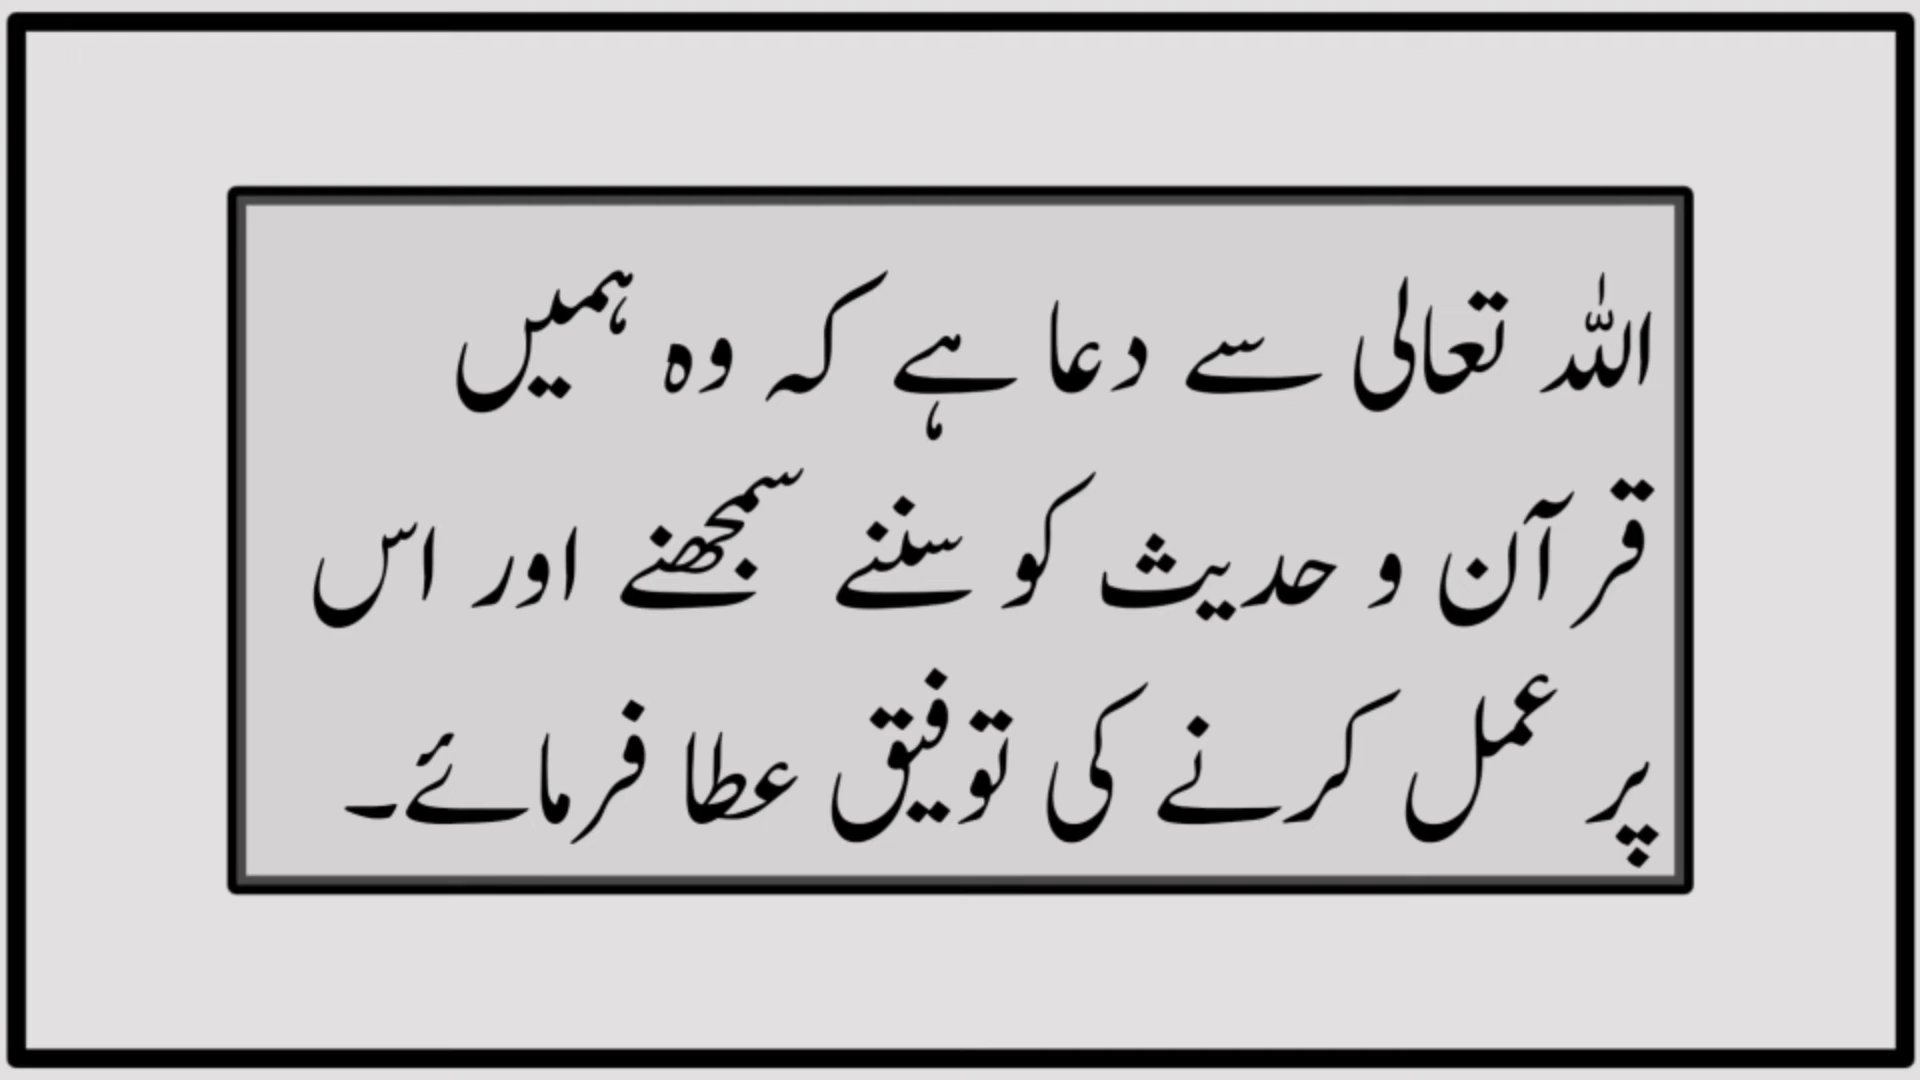 اللہ تعالی سے دعا ہے کہ وہ ہمیں
قرآن و حدیث کو سننے سمجھنے اور اس
پر عمل کرنے کی توفیق عطا فرمائے۔